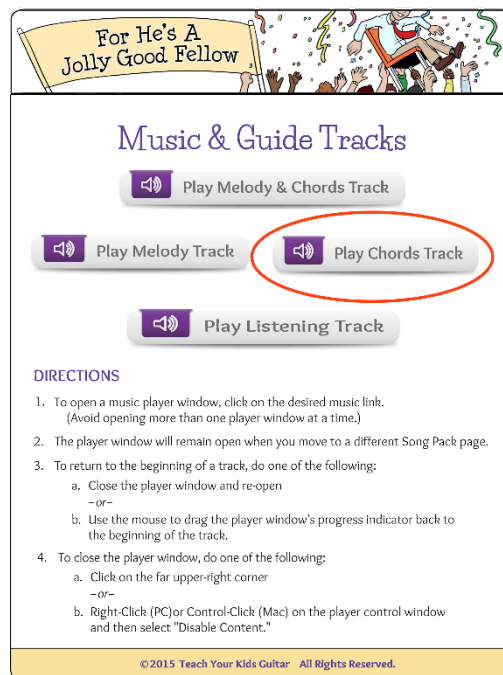 For He's A
Jolly Good Fellow
Music & Guide Tracks
Play Melody & Chords Track
Play Melody Track
Play Chords Track
Play Listening Track
DIRECTIONS
1. To open a music player window, click on the desired music link.
(Avoid opening more than one player window at a time.)
2. The player window will remain open when you move to a different Song Pack page.
3. To return to the beginning of a track, do one of the following:
a. Close the player window and re-open
–or–
b. Use the mouse to drag the player window's progress indicator back to
the beginning of the track.
4. To close the player window, do one of the following:
a. Click on the far upper-right corner
–or–
b. Right-Click (PC)or Control-Click (Mac) on the player control window
and then select "Disable Content."
©2015 Teach Your Kids Guitar All Rights Reserved.